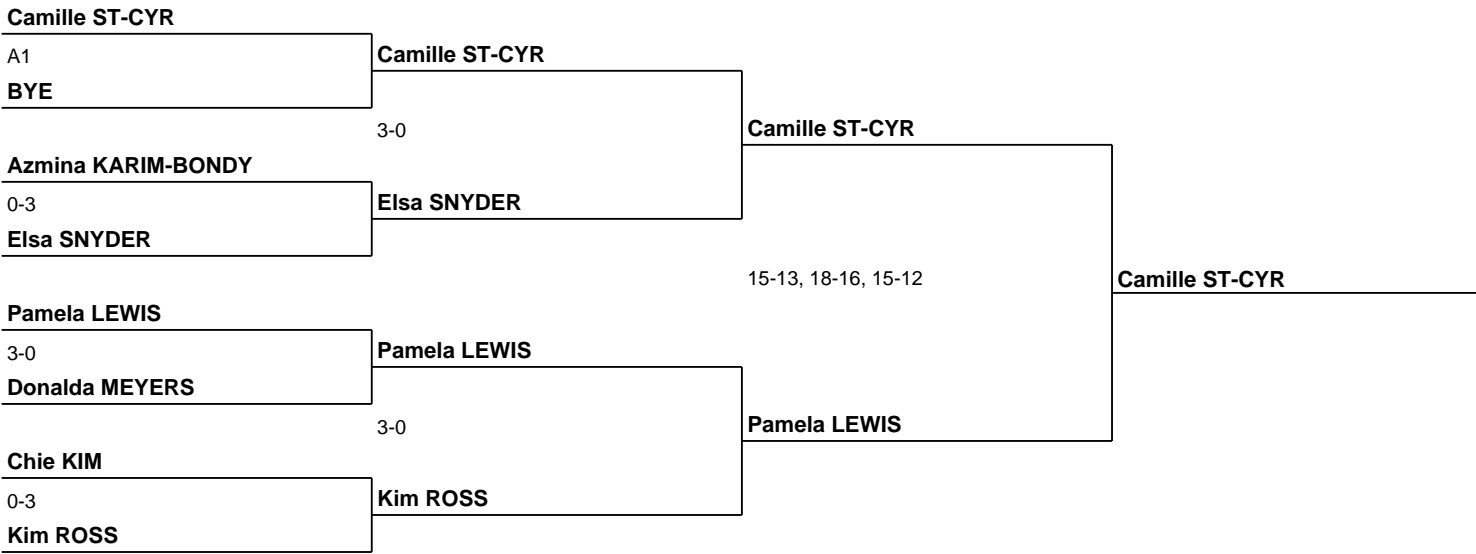 Camille ST-CYR
A1
BYE
Camille ST-CYR
3-0
Camille ST-CYR
Azmina KARIM-BONDY
0-3
Elsa SNYDER
Elsa SNYDER
15-13, 18-16, 15-12
Camille ST-CYR
Pamela LEWIS
3-0
Donalda MEYERS
Pamela LEWIS
3-0
Pamela LEWIS
Chie KIM
0-3
Kim ROSS
Kim ROSS